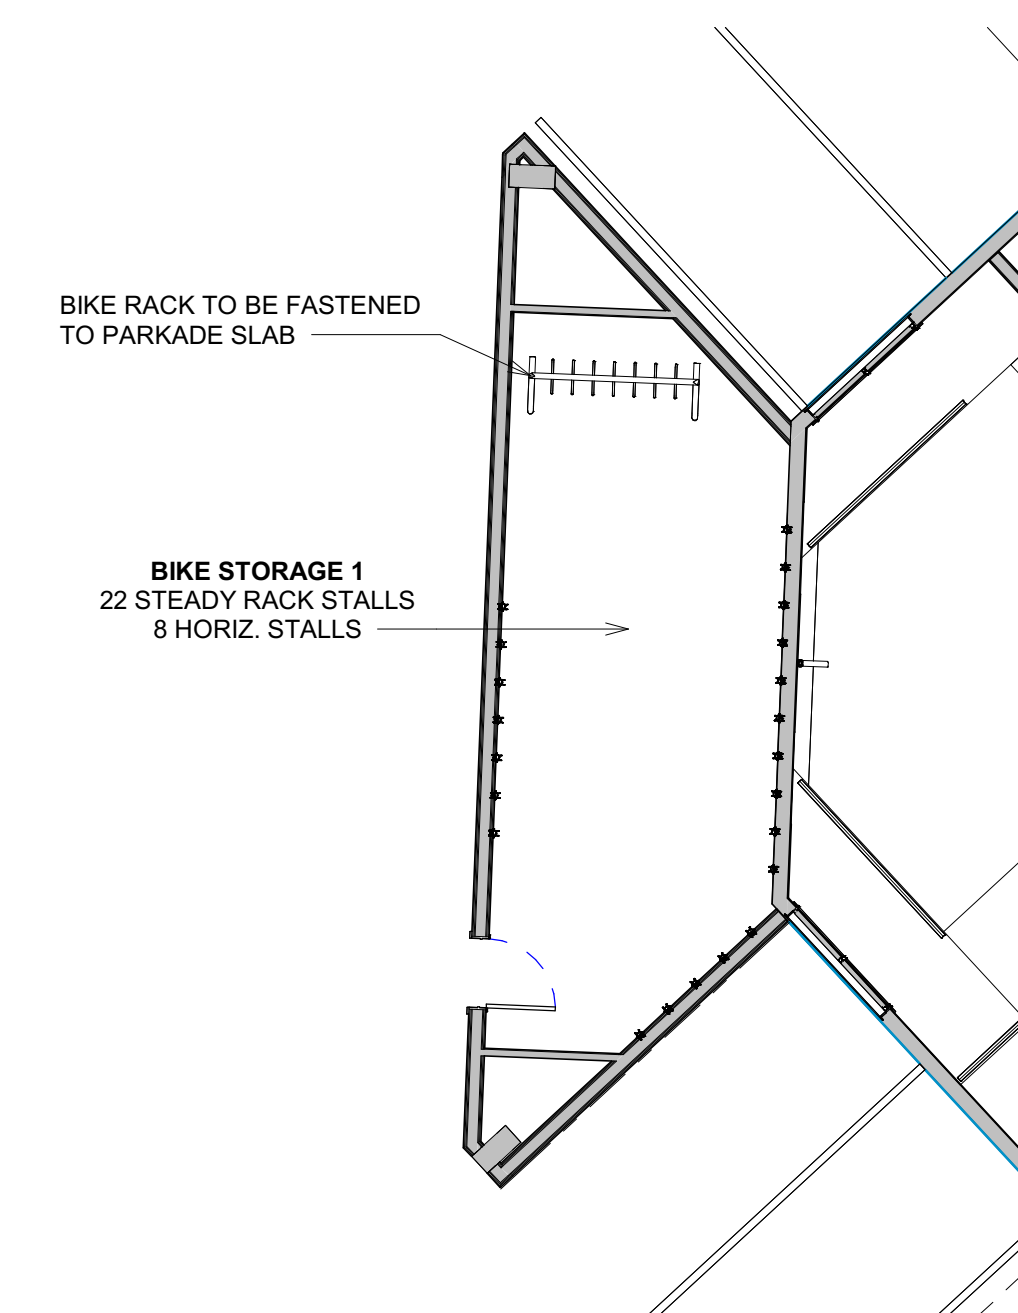 BIKE RACK TO BE FASTENED
TO PARKADE SLAB
BIKE STORAGE 1
22 STEADY RACK STALLS
8 HORIZ. STALLS